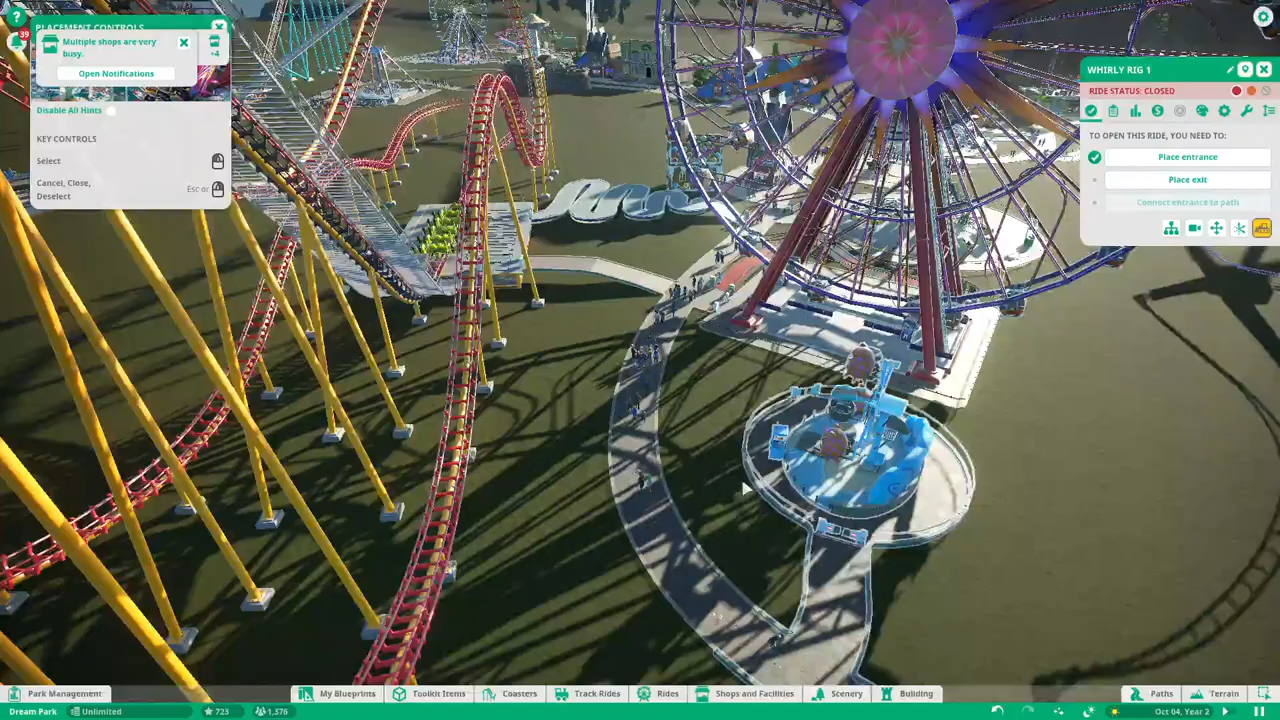 PLACEMENT CONTROLS
39
Multiple shops are very
busy.
+4
Open Notifications
Disable All Hints
KEY CONTROLS
Select
Cancel, Close,
Deselect
Esc or
WHIRLY RIG 1
RIDE STATUS: CLOSED
TO OPEN THIS RIDE, YOU NEED TO:
Place entrance
Place exit
Connect entrance to path
Park Management
My Blueprints
Toolkit Items
Coasters
Track Rides
Rides
Shops and Facilities
Scenery
Building
Paths
Terrain
Dream Park
Unlimited
723
1,376
Oct 04, Year 2